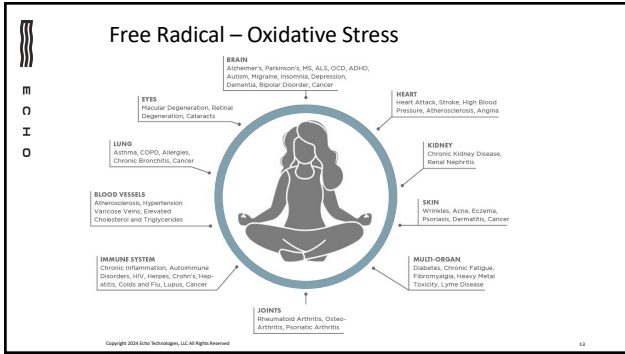 Free Radical – Oxidative Stress
ECHO
BRAIN
Alzheimer's, Parkinson's, MS, ALS, OCD, ADHD,
Autism, Migraine, Insomnia, Depression,
Dementia, Bipolar Disorder, Cancer
EYES
Macular Degeneration, Retinal
Degeneration, Cataracts
HEART
Heart Attack, Stroke, High Blood
Pressure, Atherosclerosis, Angina
LUNG
Asthma, COPD, Allergies,
Chronic Bronchitis, Cancer
KIDNEY
Chronic Kidney Disease,
Renal Nephritis
BLOOD VESSELS
Atherosclerosis, Hypertension
Varicose Veins, Elevated
Cholesterol and Triglycerides
SKIN
Wrinkles, Acne, Eczema,
Psoriasis, Dermatitis, Cancer
IMMUNE SYSTEM
Chronic Inflammation, Autoimmune
Disorders, HIV, Herpes, Crohn's, Hep-
atitis, Colds and Flu, Lupus, Cancer
MULTI-ORGAN
Diabetes, Chronic Fatigue,
Fibromyalgia, Heavy Metal
Toxicity, Lyme Disease
JOINTS
Rheumatoid Arthritis, Osteo-
Arthritis, Psoriatic Arthritis
Copyright 2024 Echo Technologies, LLC All Rights Reserved
13